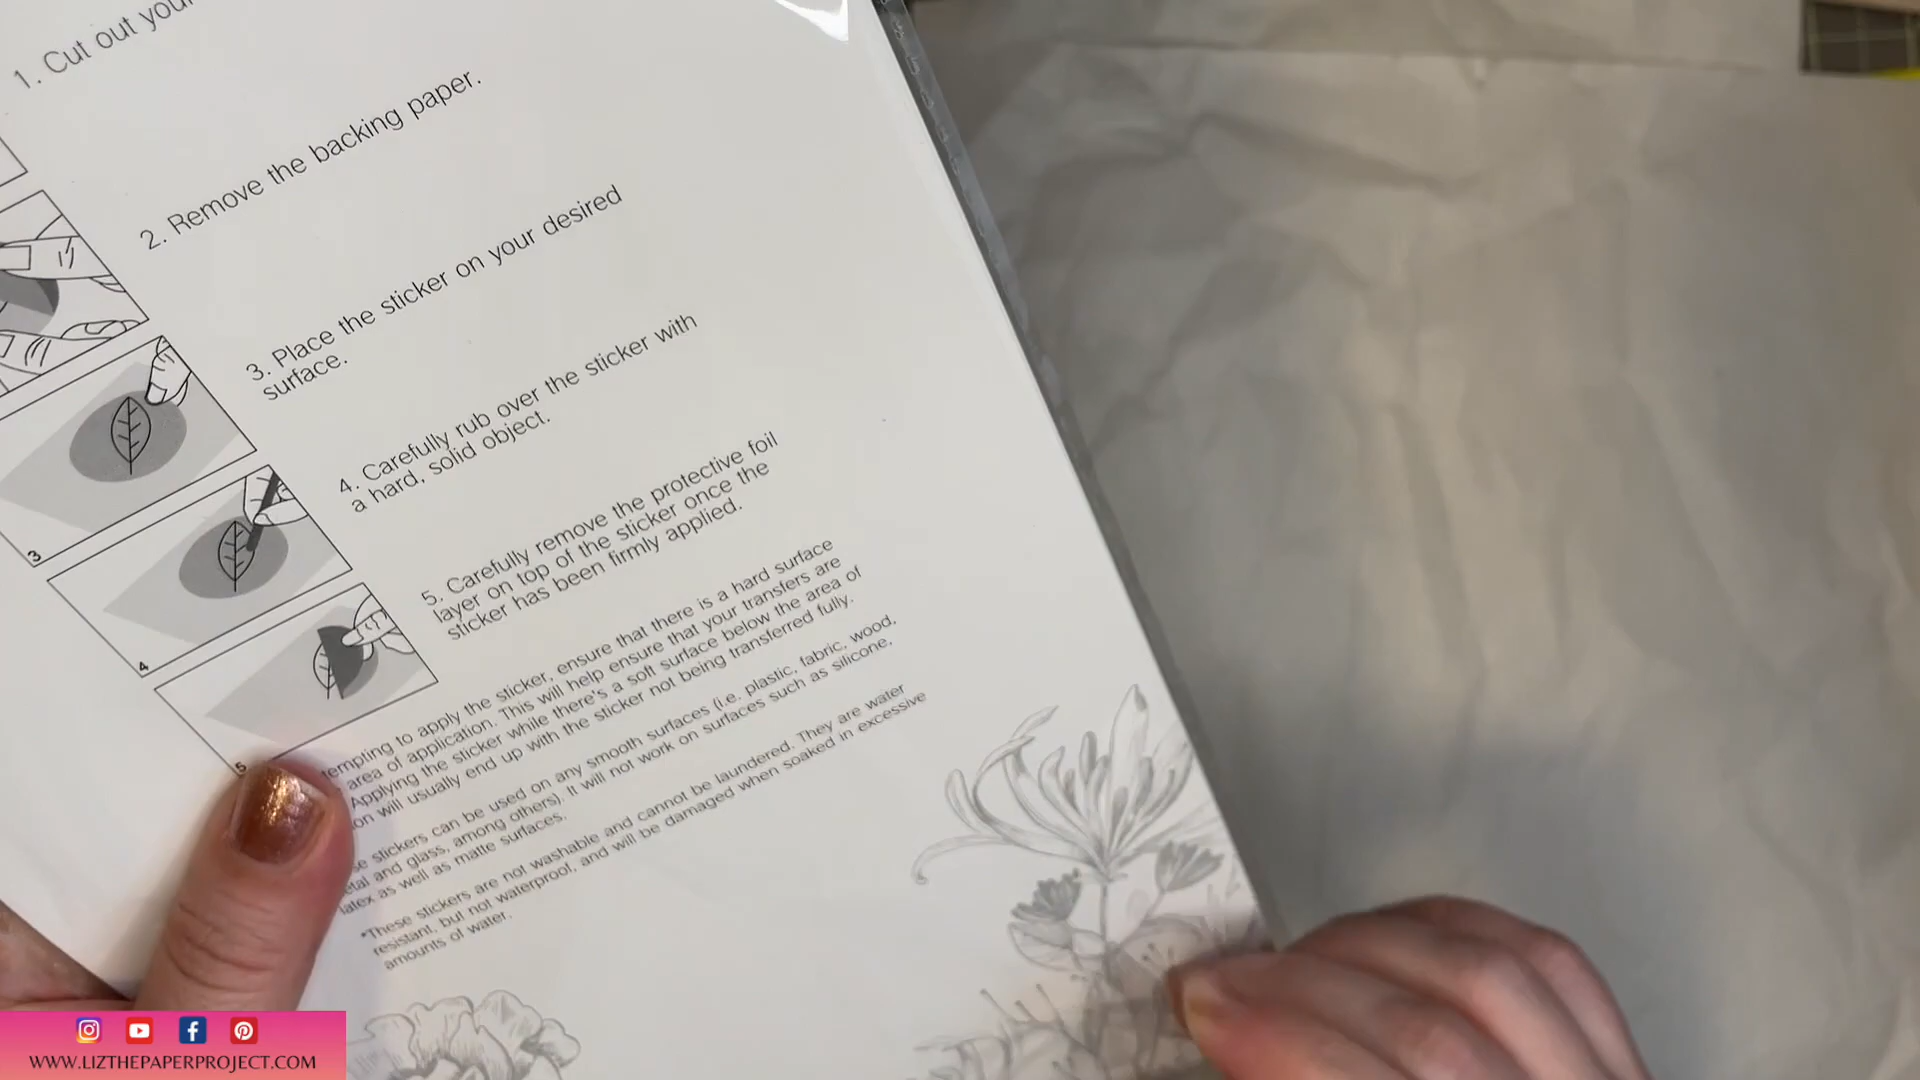 1. Cut out your
2. Remove the backing paper.
3. Place the sticker on your desired
surface.
4. Carefully rub over the sticker with
a hard, solid object.
5. Carefully remove the protective foil
layer on top of the sticker once the
sticker has been firmly applied.
3
4
5
tempting to apply the sticker, ensure that there is a hard surface
area of application. This will help ensure that your transfers are
Applying the sticker while there's a soft surface below the area of
on will usually end up with the sticker not being transferred fully.
se stickers can be used on any smooth surfaces (i.e. plastic, fabric, wood,
etal and glass, among others). It will not work on surfaces such as silicone,
latex as well as matte surfaces.
*These stickers are not washable and cannot be laundered. They are water
resistant, but not waterproof, and will be damaged when soaked in excessive
amounts of water.
WWW.LIZTHEPAPERPROJECT.COM